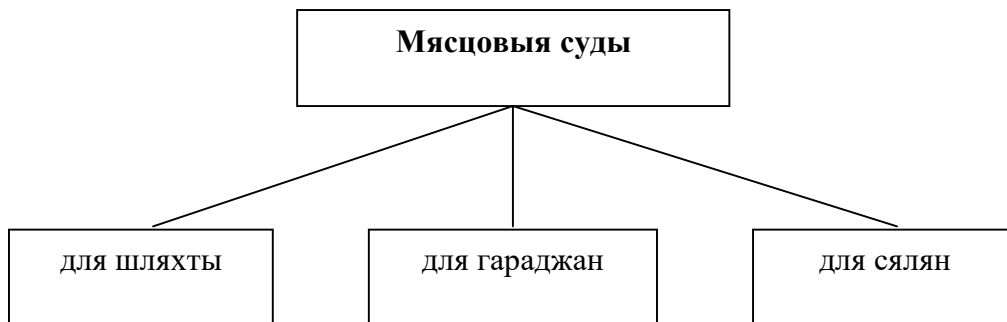 Мясцовыя суды
для шляхты
для гараджан
для сялян